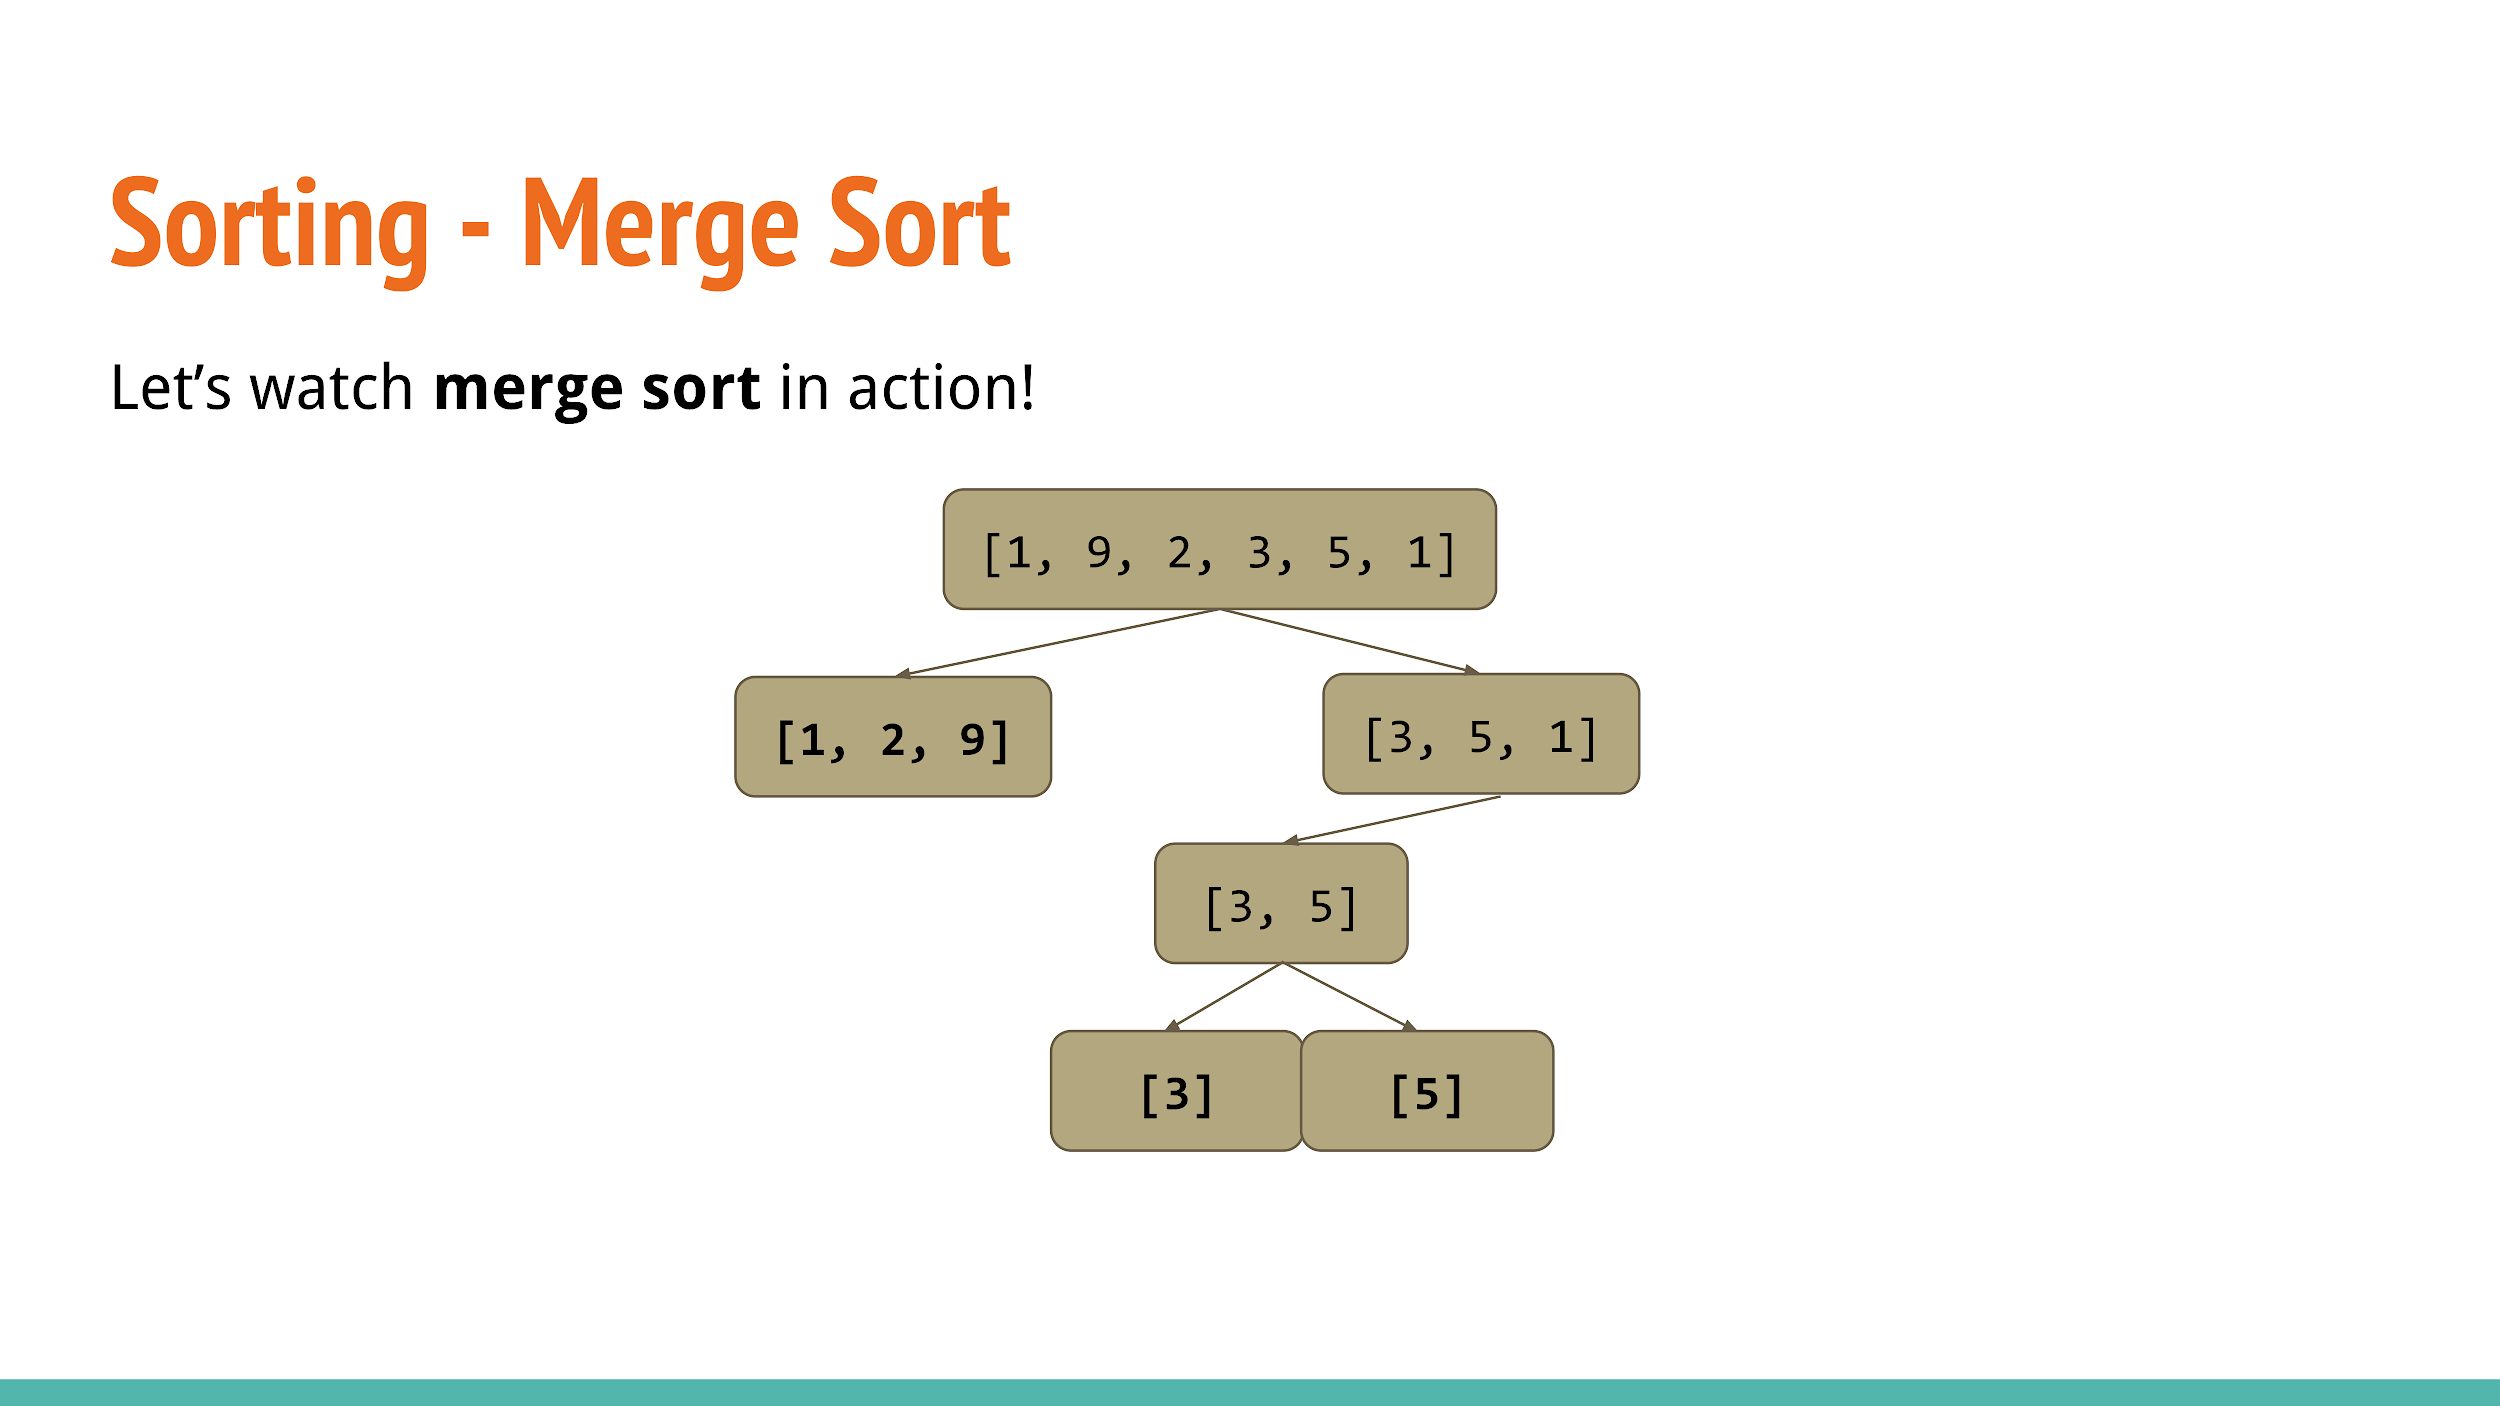 Sorting - Merge Sort
Let's watch merge sort in action!
[1, 9, 2, 3, 5, 1]
[1, 2, 9]
[3, 5, 1]
[3, 5]
[3]
[5]